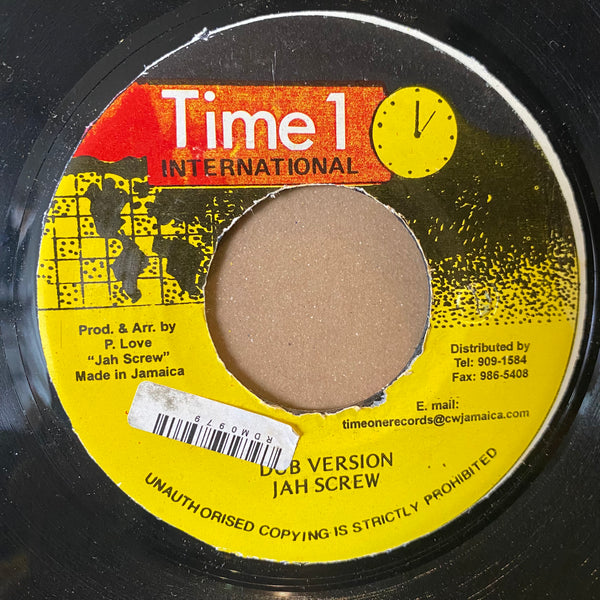 Time 1
INTERNATIONAL
Prod. & Arr. by
P. Love
"Jah Screw"
Made in Jamaica
Distributed by
Tel: 909-1584
Fax: 986-5408
E. mail:
timeonerecords@cwjamaica.com
RDM0979
DUB VERSION
JAH SCREW
UNAUTHORISED COPYING IS STRICTLY PROHIBITED